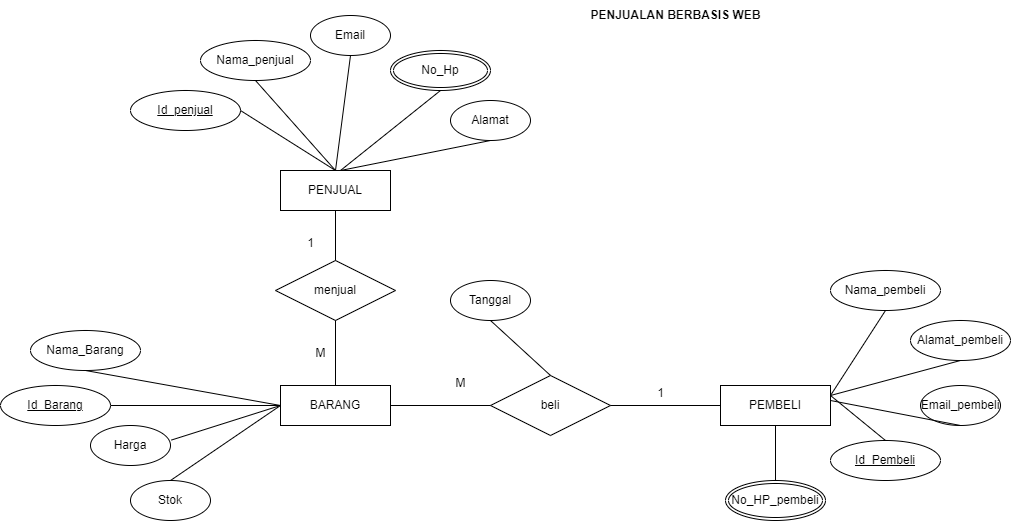 PENJUALAN BERBASIS WEB
Email
Nama_penjual
No_Hp
Id_penjual
Alamat
PENJUAL
1
menjual
Nama_pembeli
Tanggal
Alamat_pembeli
Nama_Barang
M
M
1
Id_Barang
BARANG
beli
PEMBELI
Email_pembeli
Harga
Id_Pembeli
Stok
No_HP_pembeli